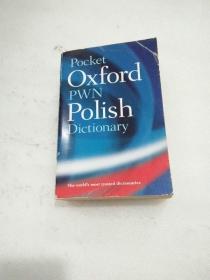 Pocket
Oxford
PWN
Polish
Dictionary
The world's most trusted dictionaries